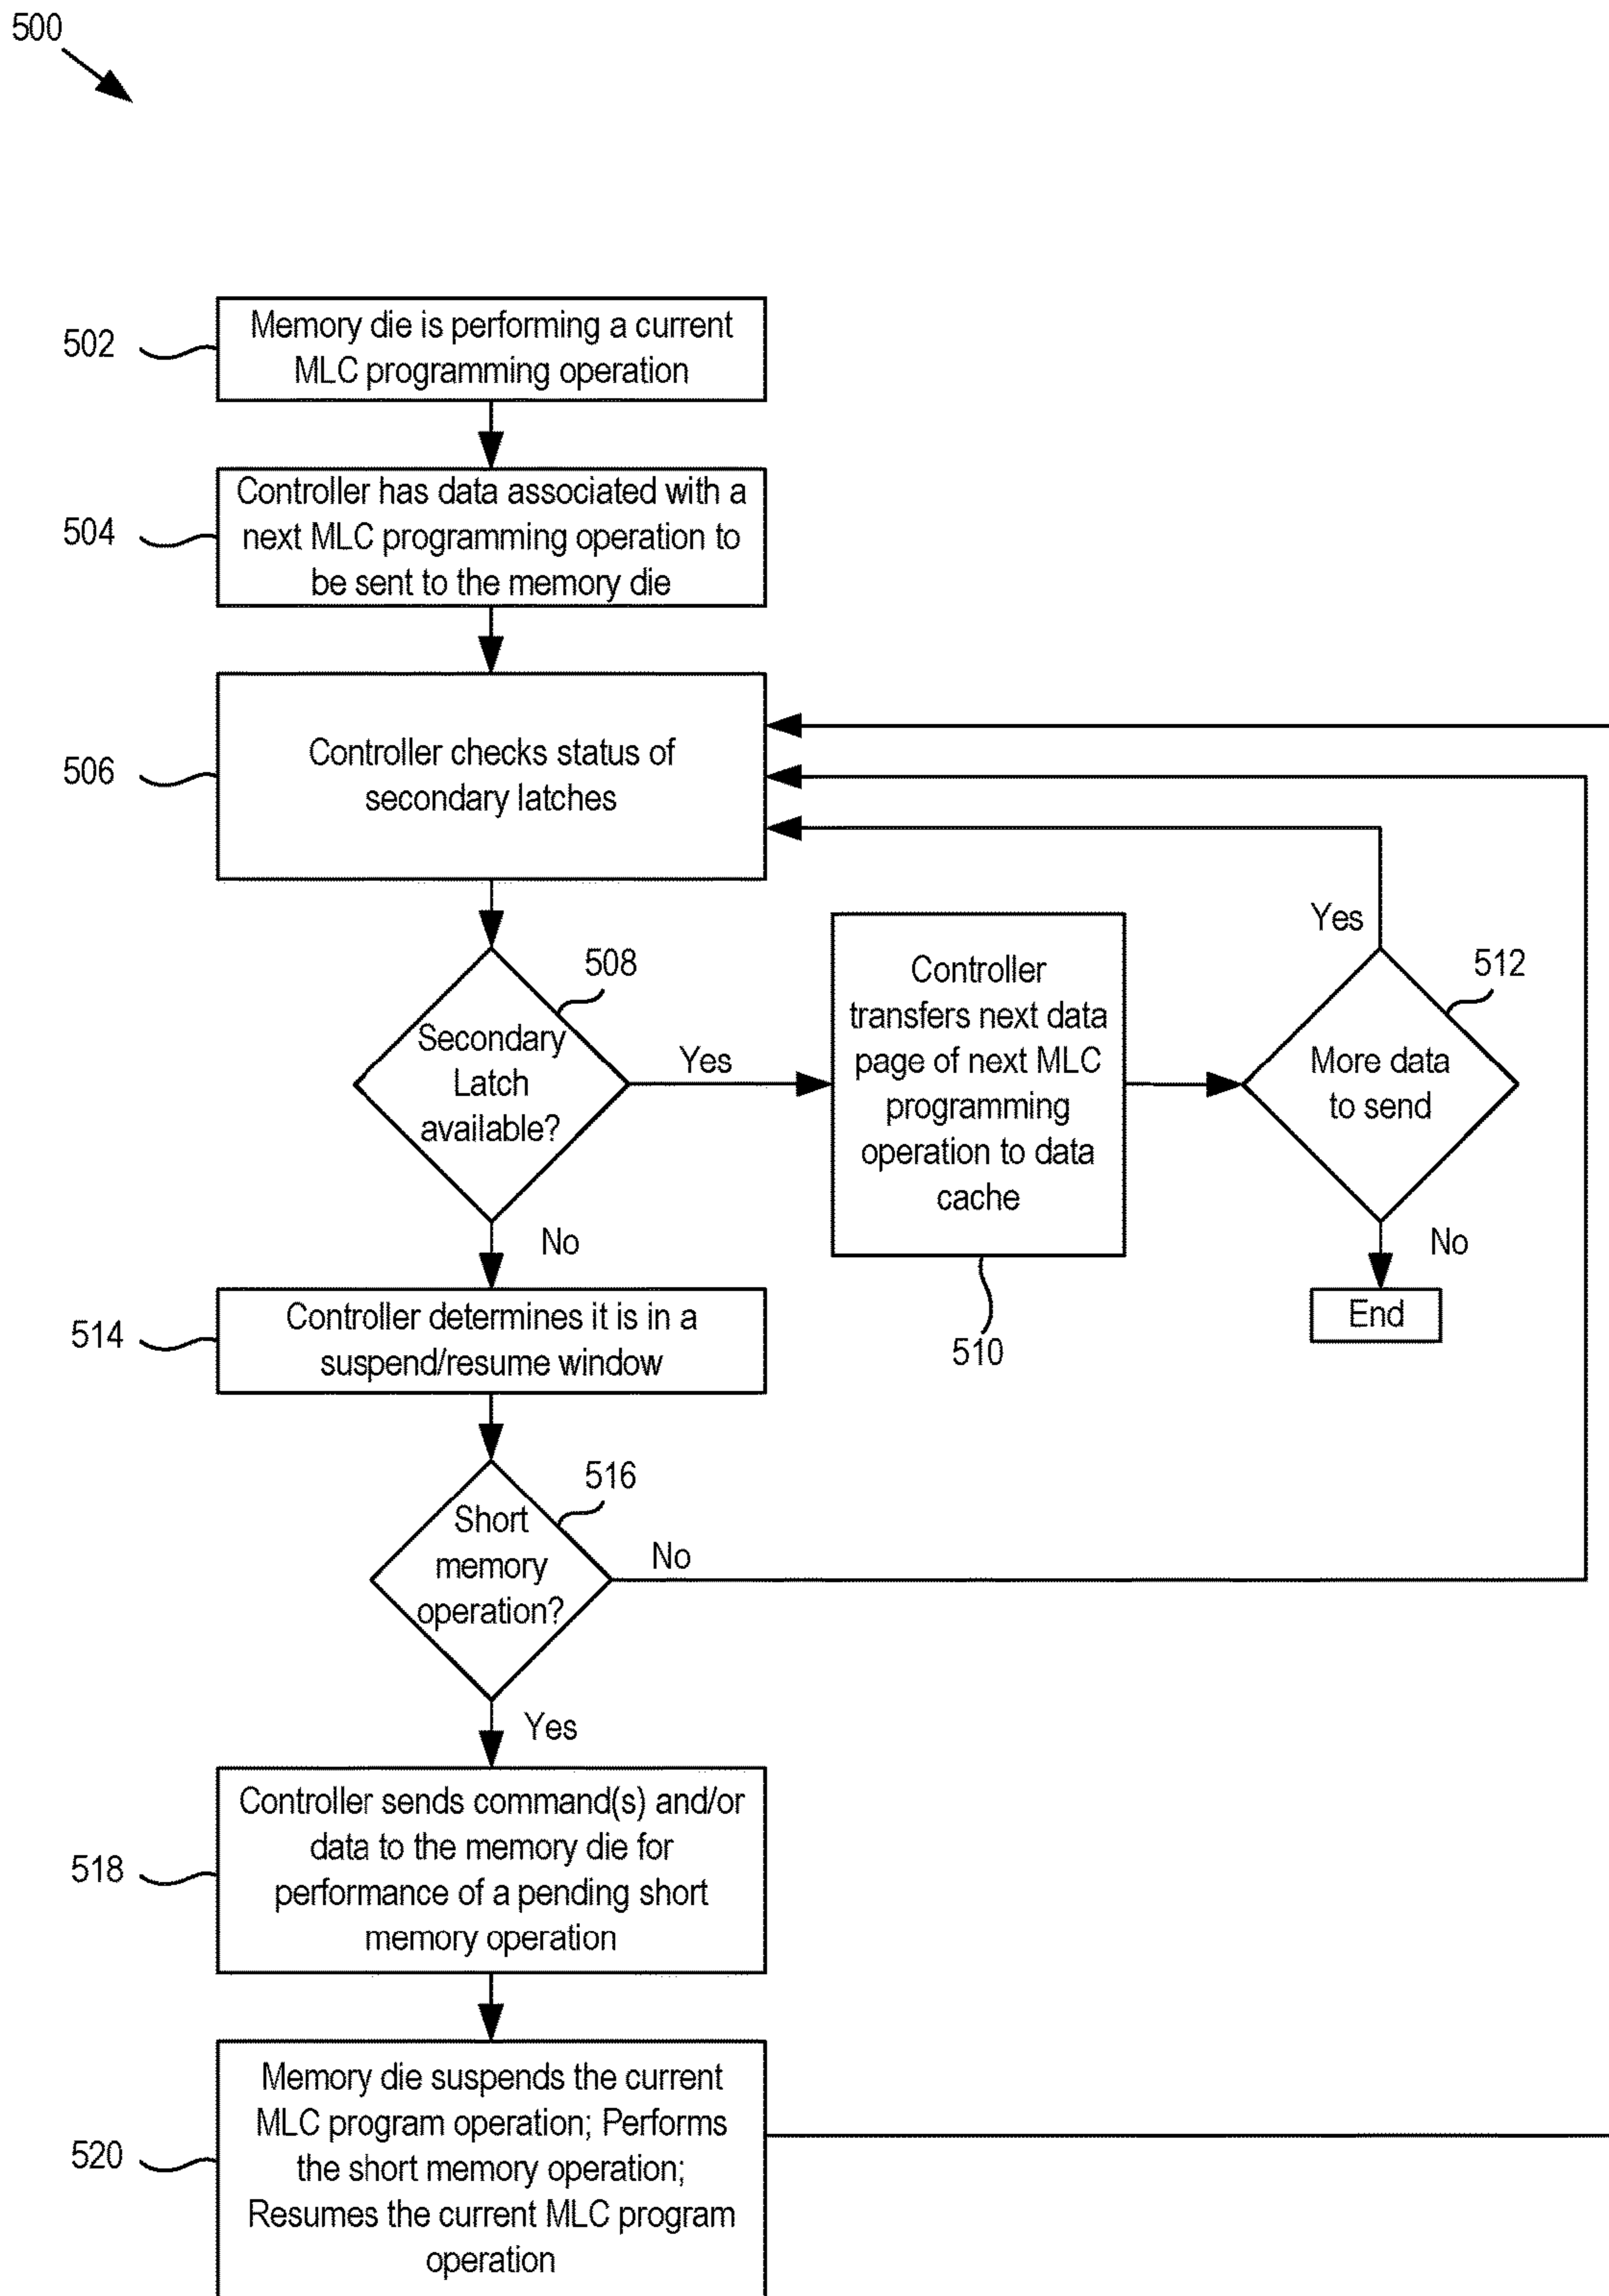 500
502
Memory die is performing a current
MLC programming operation
504
Controller has data associated with a
next MLC programming operation to
be sent to the memory die
506
Controller checks status of
secondary latches
508
Secondary
Latch
available?
Yes
Controller
transfers next data
page of next MLC
programming
operation to data
cache
510
Yes
512
More data
to send
No
End
No
514
Controller determines it is in a
suspend/resume window
516
Short
memory
operation?
No
Yes
518
Controller sends command(s) and/or
data to the memory die for
performance of a pending short
memory operation
520
Memory die suspends the current
MLC program operation; Performs
the short memory operation;
Resumes the current MLC program
operation